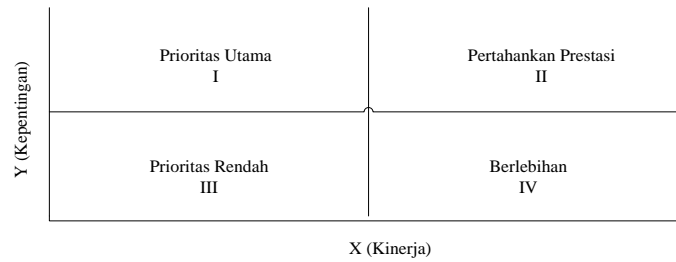 Prioritas Utama
I
Pertahankan Prestasi
II
Y (Kepentingan)
Prioritas Rendah
III
Berlebihan
IV
X (Kinerja)